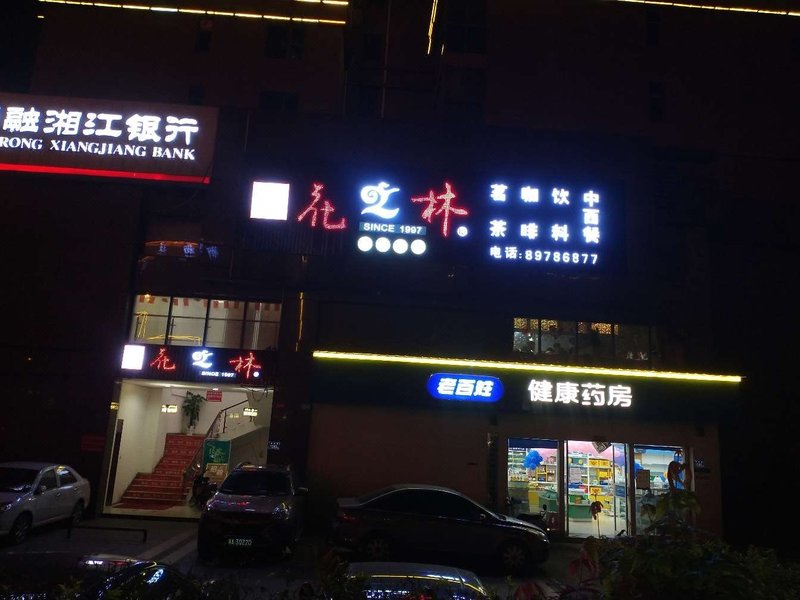 融湘江银行
RONG XIANGJIANG BANK
花之林
SINCE 1997
茗茶 咖啡 饮料 中西餐
电话:89786877
花之林
SINCE 1997
老百姓 健康药房